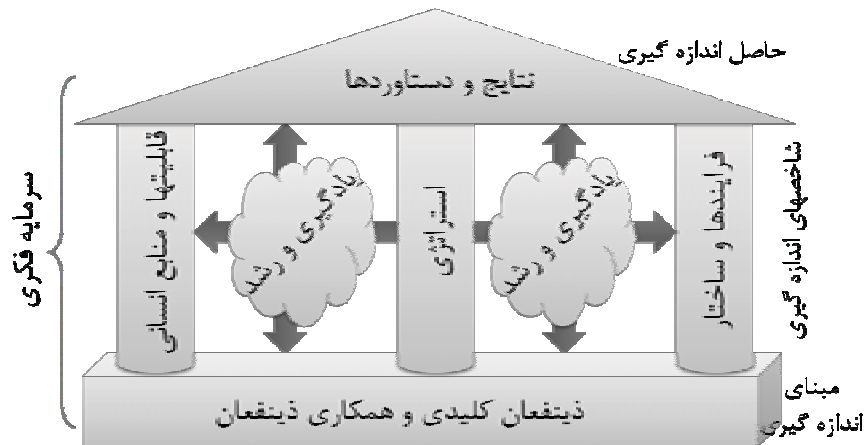 حاصل اندازه گیری
نتایج و دستاوردها
فرایندها و ساختار
استراتژی
قابلیتها و منابع انسانی
یادگیری و رشد
یادگیری و رشد
شاخصهای اندازه گیری
سرمایه فکری
ذینفعان کلیدی و همکاری ذینفعان
مبنای
اندازه گیری